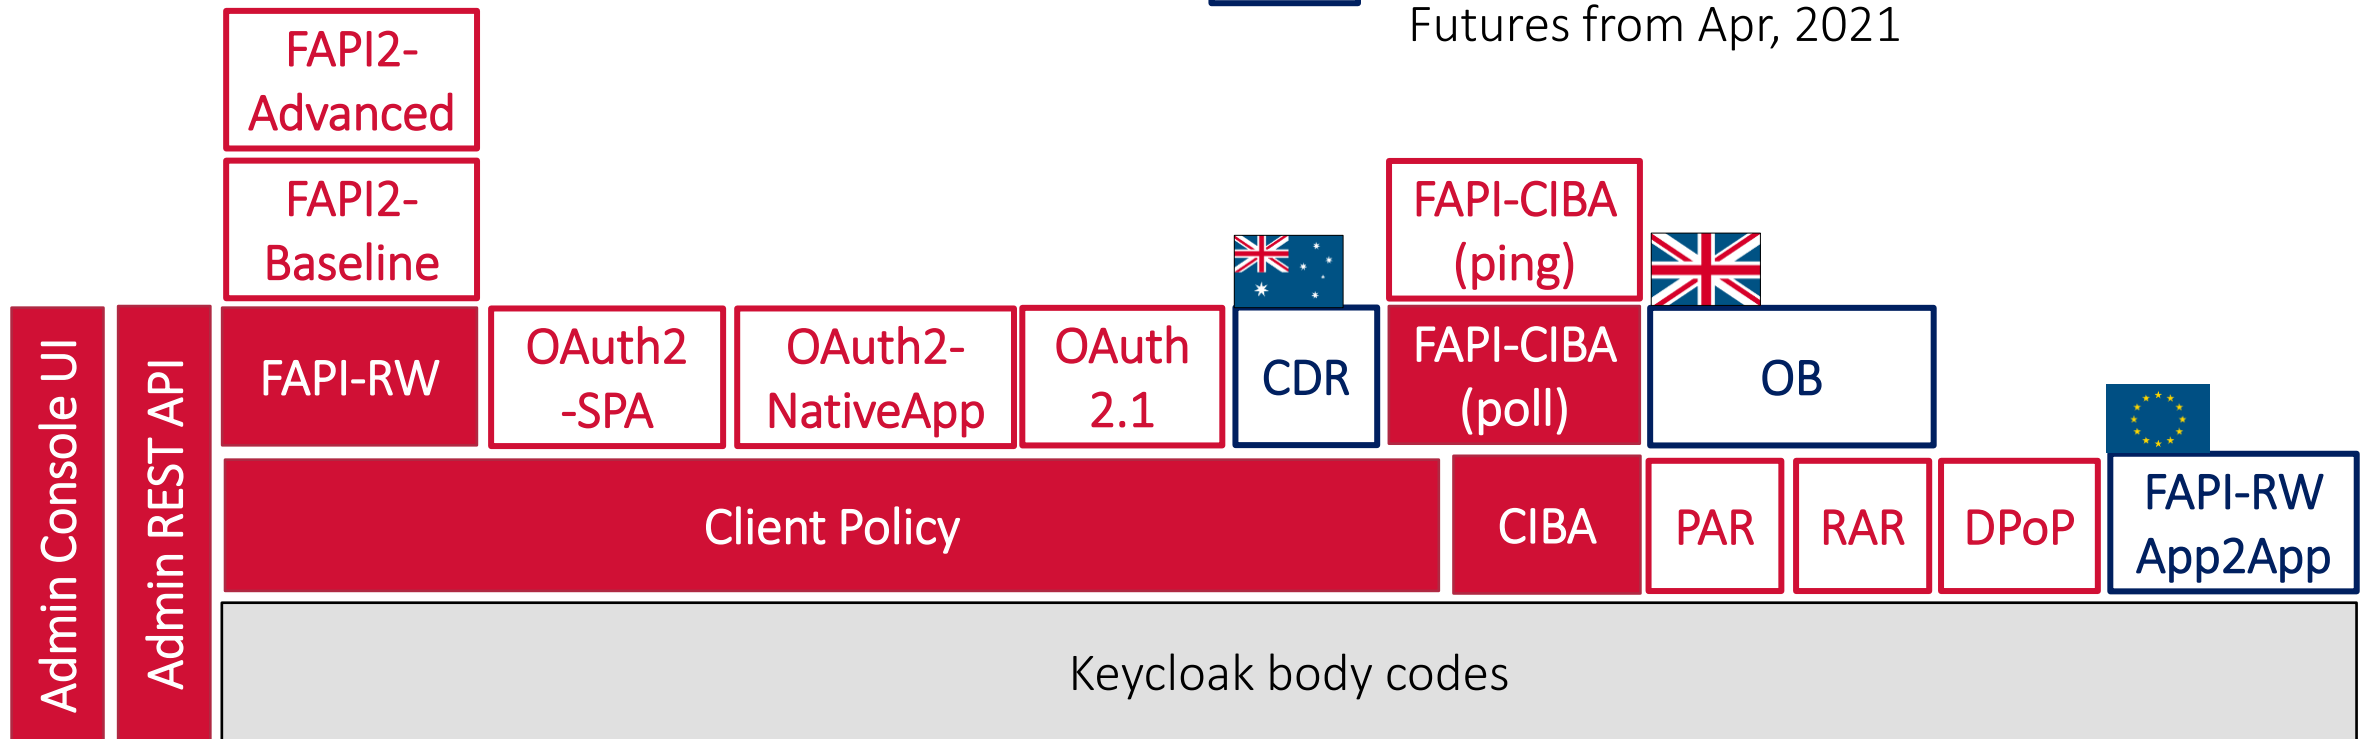 Futures from Apr, 2021
FAPI2-
Advanced
FAPI2-
Baseline
FAPI-CIBA
(ping)
Admin Console UI
Admin REST API
FAPI-RW
OAuth2
-SPA
OAuth2-
NativeApp
OAuth
2.1
CDR
FAPI-CIBA
(poll)
OB
Client Policy
CIBA
PAR
RAR
DPoP
FAPI-RW
App2App
Keycloak body codes